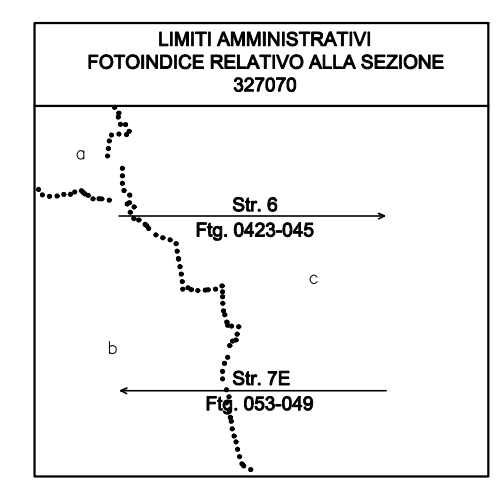 LIMITI AMMINISTRATIVI
FOTOINDICE RELATIVO ALLA SEZIONE
327070
a
Str. 6
Ftg. 0423-045
c
b
Str. 7E
Ftg. 053-049